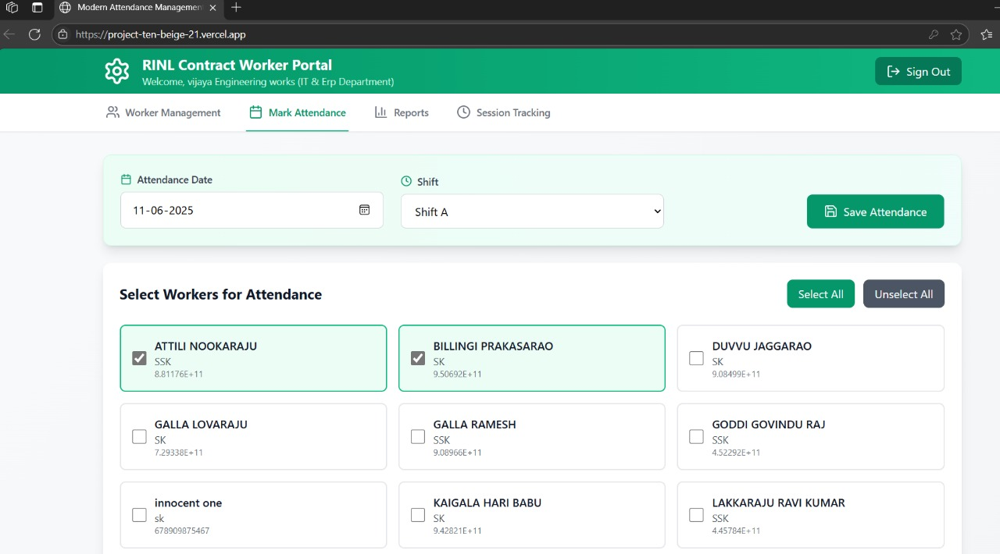 Modern Attendance Management
https://project-ten-beige-21.vercel.app
RINL Contract Worker Portal
Welcome, vijaya Engineering works (IT & Erp Department)
Sign Out
Worker Management
Mark Attendance
Reports
Session Tracking
Attendance Date
Shift
11-06-2025
Shift A
Save Attendance
Select Workers for Attendance
Select All
Unselect All
ATTILI NOOKARAJU
SSK
8.81176E+11
BILLINGI PRAKASARAO
SK
9.50692E+11
DUVVU JAGGARAO
SK
9.08499E+11
GALLA LOVARAJU
SK
7.29338E+11
GALLA RAMESH
SSK
9.08966E+11
GODDI GOVINDU RAJ
SSK
4.52292E+11
innocent one
sk
678909875467
KAIGALA HARI BABU
SK
9.42821E+11
LAKKARAJU RAVI KUMAR
SSK
4.45784E+11